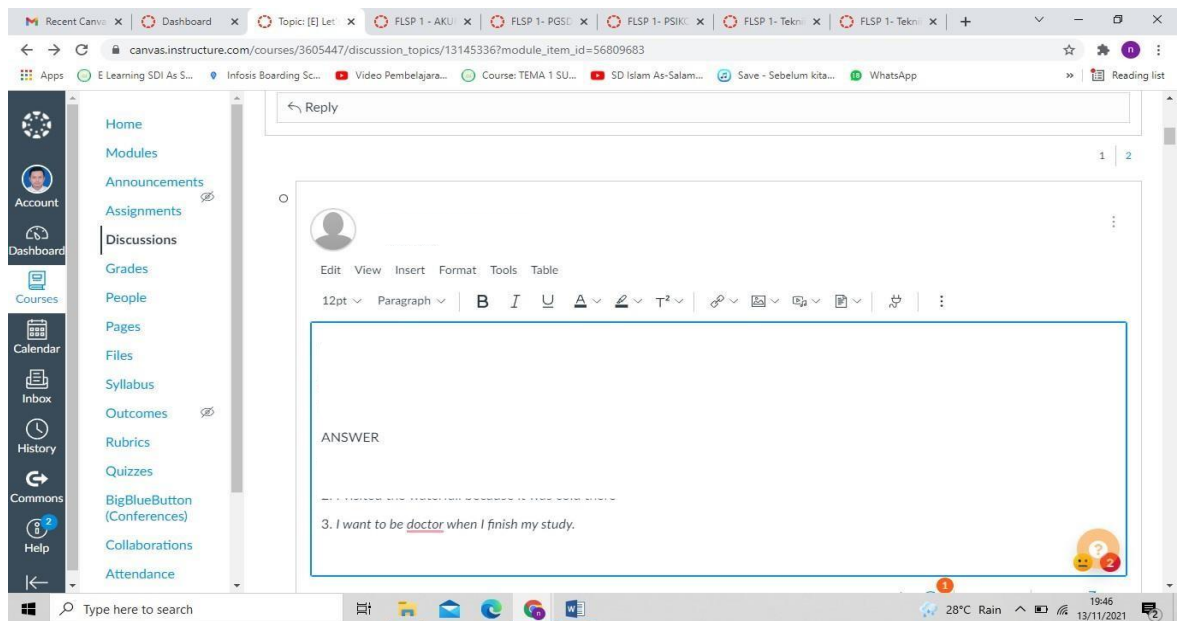 Recent Canva
Dashboard
Topic: [E] Let'
FLSP 1 - AKU
FLSP 1- PGSD
FLSP 1- PSIKO
FLSP 1- Tekni
FLSP 1- Tekni
canvas.instructure.com/courses/3605447/discussion_topics/13145336?module_item_id=56809683
n
Apps
E Learning SDI As S...
Infosis Boarding Sc...
Video Pembelajara...
Course: TEMA 1 SU...
SD Islam As-Salam...
Save - Sebelum kita...
WhatsApp
»
Reading list
Account
Dashboard
Courses
Calendar
Inbox
History
Commons
2
Help
Home
Modules
Announcements
Assignments
Discussions
Grades
People
Pages
Files
Syllabus
Outcomes
Rubrics
Quizzes
BigBlueButton
(Conferences)
Collaborations
Attendance
Reply
1 2
Edit View Insert Format Tools Table
12pt Paragraph B I U A T²
ANSWER
3. I want to be doctor when I finish my study.
?
2
1
Type here to search
28°C Rain
19:46
13/11/2021
2